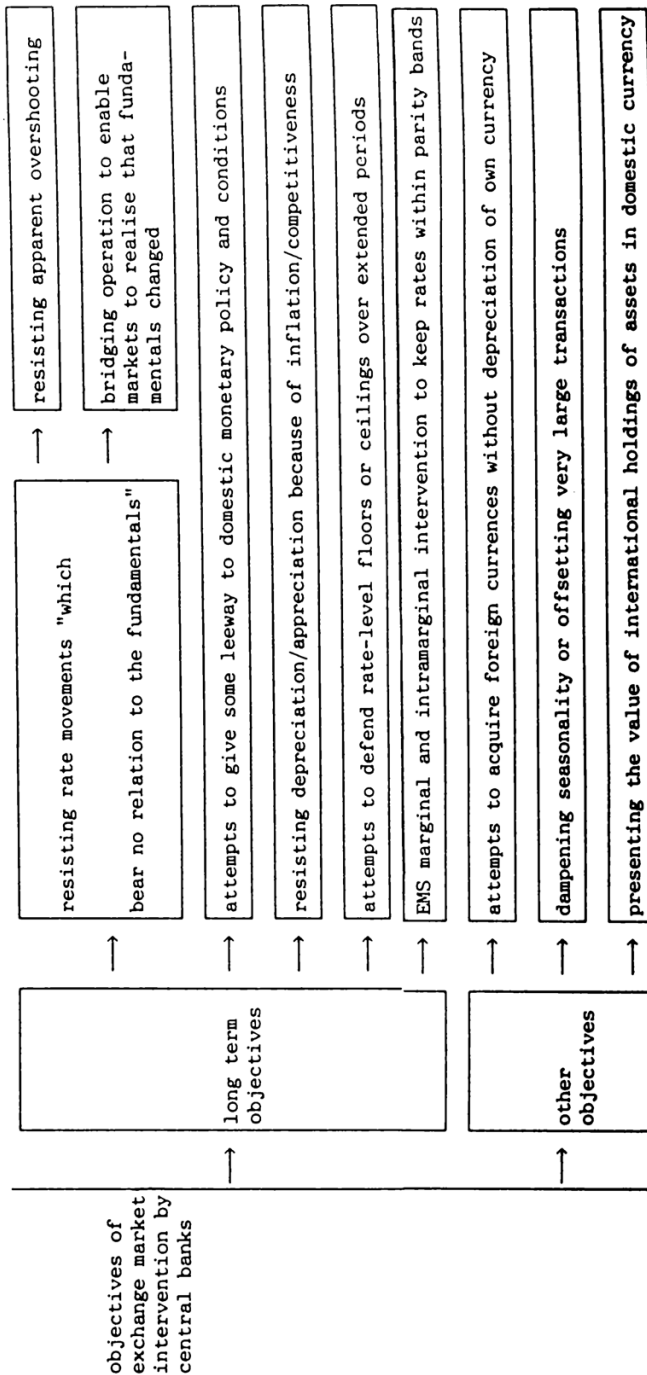 objectives of
exchange market
intervention by
central banks
long term
objectives
resisting rate movements "which
bear no relation to the fundamentals"
resisting apparent overshooting
bridging operation to enable
markets to realise that funda-
mentals changed
attempts to give some leeway to domestic monetary policy and conditions
resisting depreciation/appreciation because of inflation/competitiveness
attempts to defend rate-level floors or ceilings over extended periods
EMS marginal and intramarginal intervention to keep rates within parity bands
other
objectives
attempts to acquire foreign currences without depreciation of own currency
dampening seasonality or offsetting very large transactions
presenting the value of international holdings of assets in domestic currency